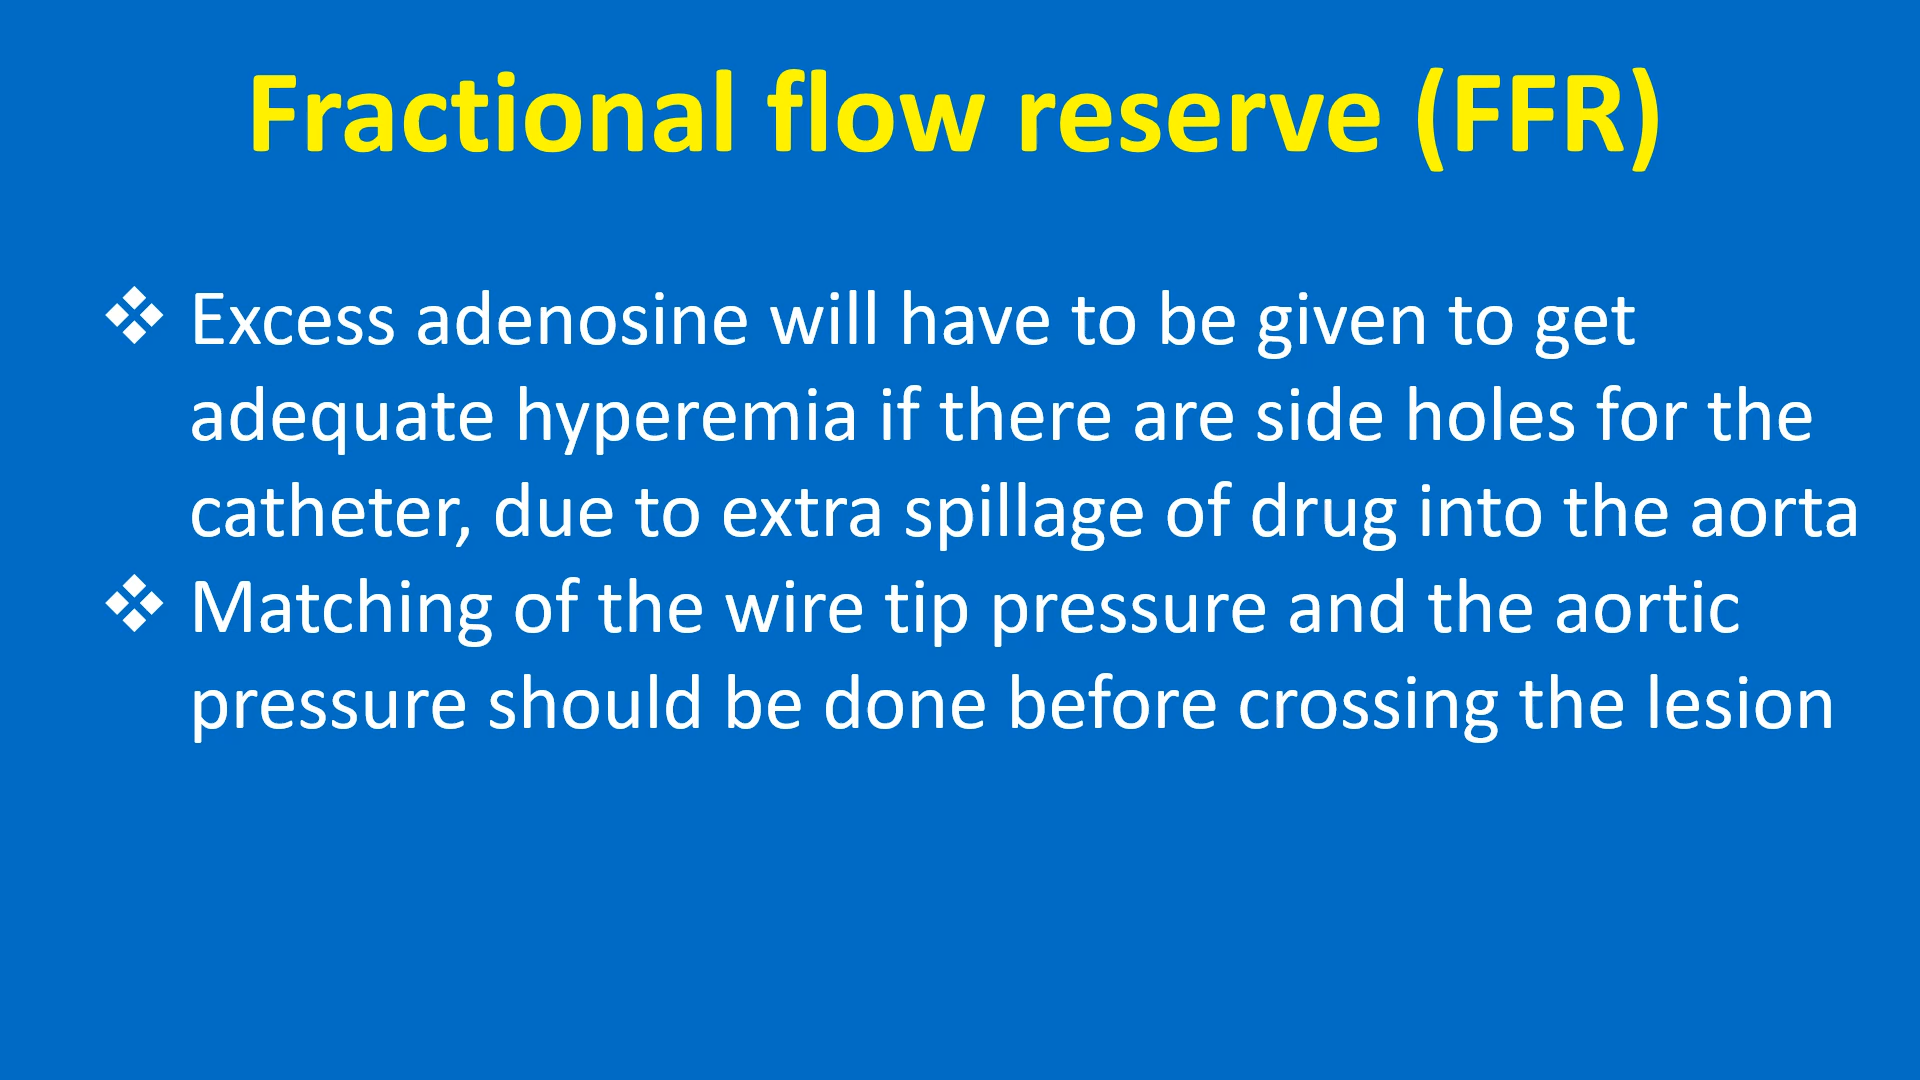 Fractional flow reserve (FFR)
❖ Excess adenosine will have to be given to get
adequate hyperemia if there are side holes for the
catheter, due to extra spillage of drug into the aorta
❖ Matching of the wire tip pressure and the aortic
pressure should be done before crossing the lesion